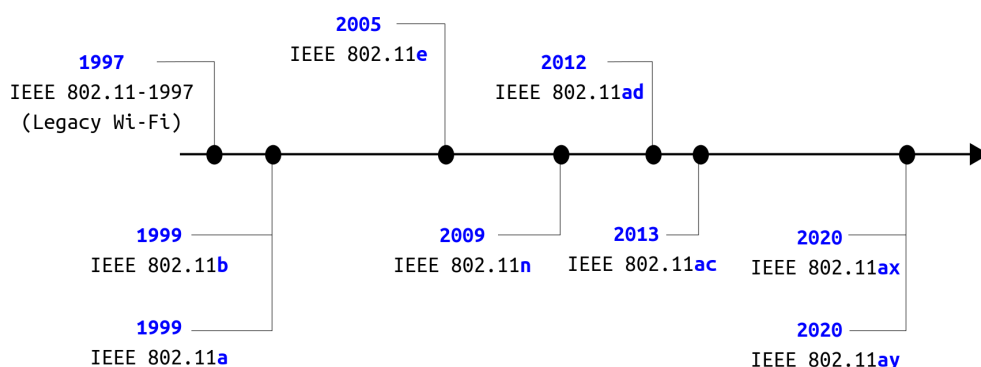 1997
IEEE 802.11-1997
(Legacy Wi-Fi)
2005
IEEE 802.11e
2012
IEEE 802.11ad
1999
IEEE 802.11b
1999
IEEE 802.11a
2009
IEEE 802.11n
2013
IEEE 802.11ac
2020
IEEE 802.11ax
2020
IEEE 802.11ay